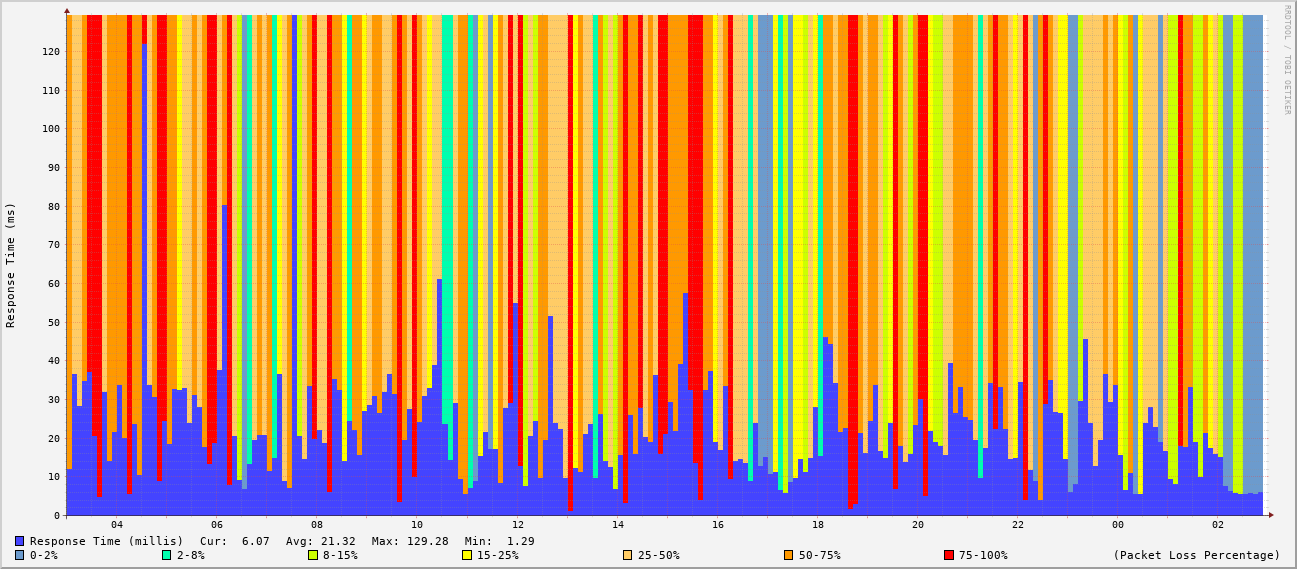 RRDTOOL / TOBI OETIKER
Response Time (ms)
120
110
100
90
80
70
60
50
40
30
20
10
0
04 06 08 10 12 14 16 18 20 22 00 02
Response Time (millis) Cur: 6.07 Avg: 21.32 Max: 129.28 Min: 1.29
0-2% 2-8% 8-15% 15-25% 25-50% 50-75% 75-100% (Packet Loss Percentage)